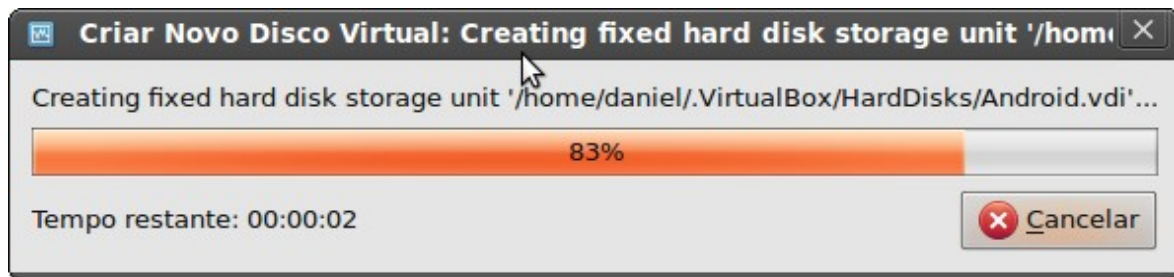 Criar Novo Disco Virtual: Creating fixed hard disk storage unit '/hom
Creating fixed hard disk storage unit '/home/daniel/.VirtualBox/HardDisks/Android.vdi'...
83%
Tempo restante: 00:00:02
Cancelar